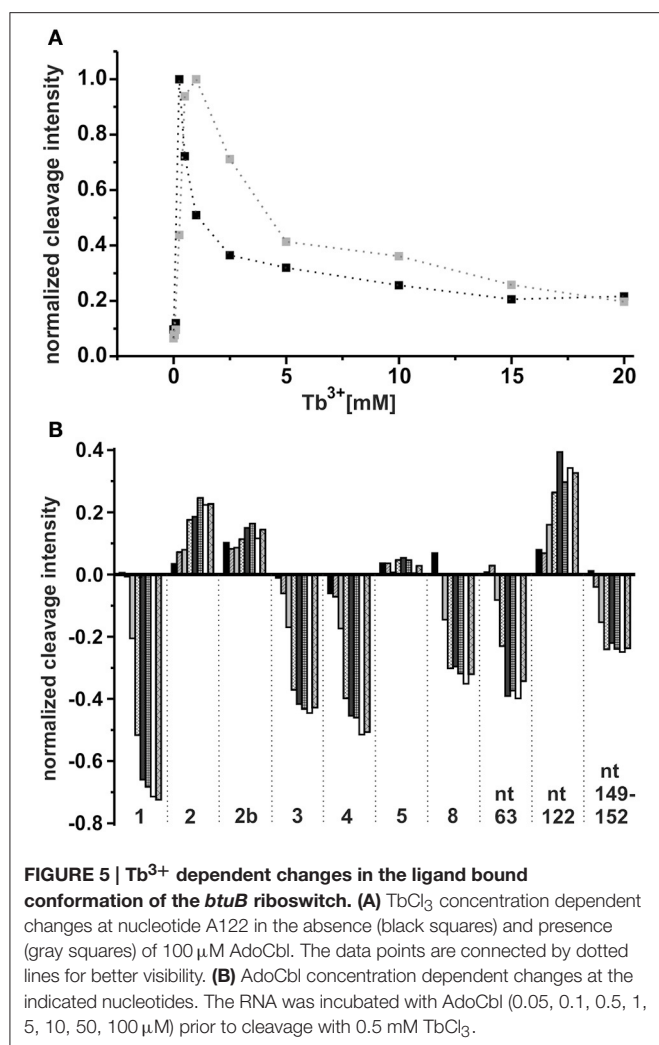 A
normalized cleavage intensity
1.0
0.8
0.6
0.4
0.2
0.0
0 5 10 15 20
Tb³⁺[mM]
B
normalized cleavage intensity
0.4
0.2
0.0
-0.2
-0.4
-0.6
-0.8
1 2 2b 3 4 5 8 nt 63 nt 122 nt 149-152
FIGURE 5 | Tb³⁺ dependent changes in the ligand bound
conformation of the btuB riboswitch. (A) TbCl₃ concentration dependent
changes at nucleotide A122 in the absence (black squares) and presence
(gray squares) of 100 μM AdoCbl. The data points are connected by dotted
lines for better visibility. (B) AdoCbl concentration dependent changes at the
indicated nucleotides. The RNA was incubated with AdoCbl (0.05, 0.1, 0.5, 1,
5, 10, 50, 100 μM) prior to cleavage with 0.5 mM TbCl₃.